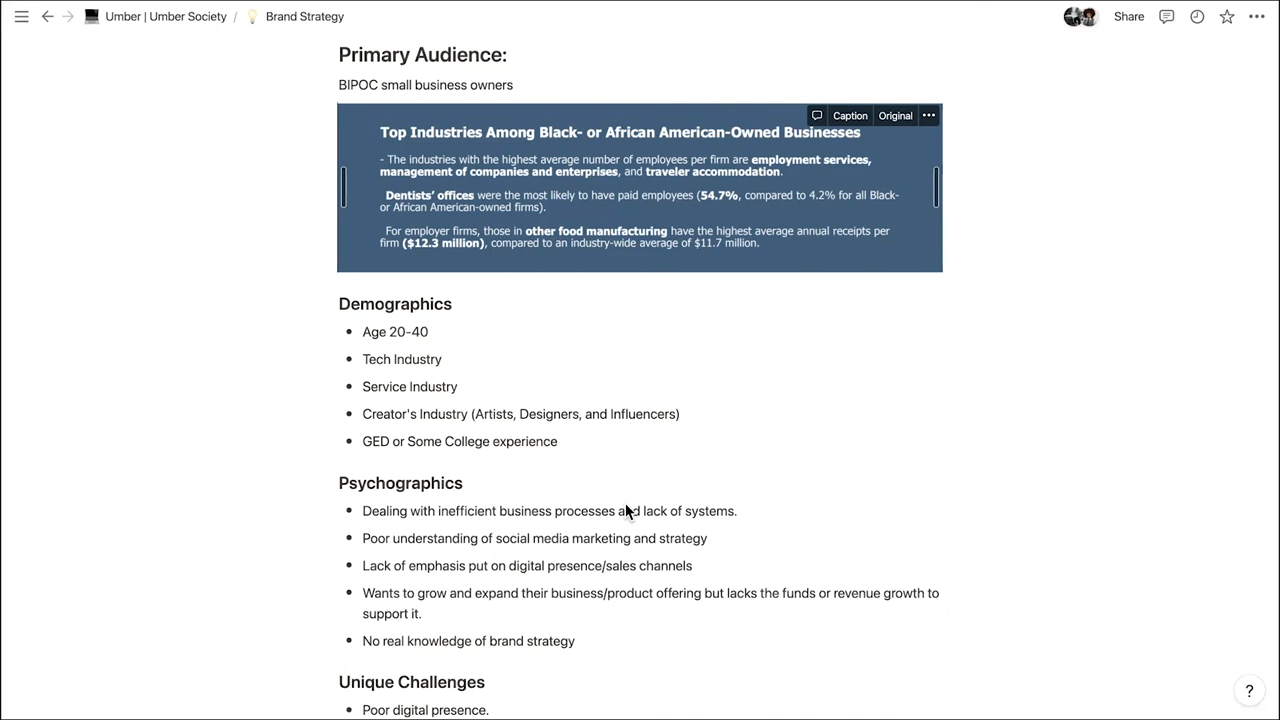 Umber | Umber Society / Brand Strategy Share
Primary Audience:
BIPOC small business owners
Caption Original
Top Industries Among Black- or African American-Owned Businesses
- The industries with the highest average number of employees per firm are employment services,
management of companies and enterprises, and traveler accommodation.
Dentists' offices were the most likely to have paid employees (54.7%, compared to 4.2% for all Black-
or African American-owned firms).
For employer firms, those in other food manufacturing have the highest average annual receipts per
firm ($12.3 million), compared to an industry-wide average of $11.7 million.
Demographics
• Age 20-40
• Tech Industry
• Service Industry
• Creator's Industry (Artists, Designers, and Influencers)
• GED or Some College experience
Psychographics
• Dealing with inefficient business processes and lack of systems.
• Poor understanding of social media marketing and strategy
• Lack of emphasis put on digital presence/sales channels
• Wants to grow and expand their business/product offering but lacks the funds or revenue growth to
support it.
• No real knowledge of brand strategy
Unique Challenges
• Poor digital presence.
?